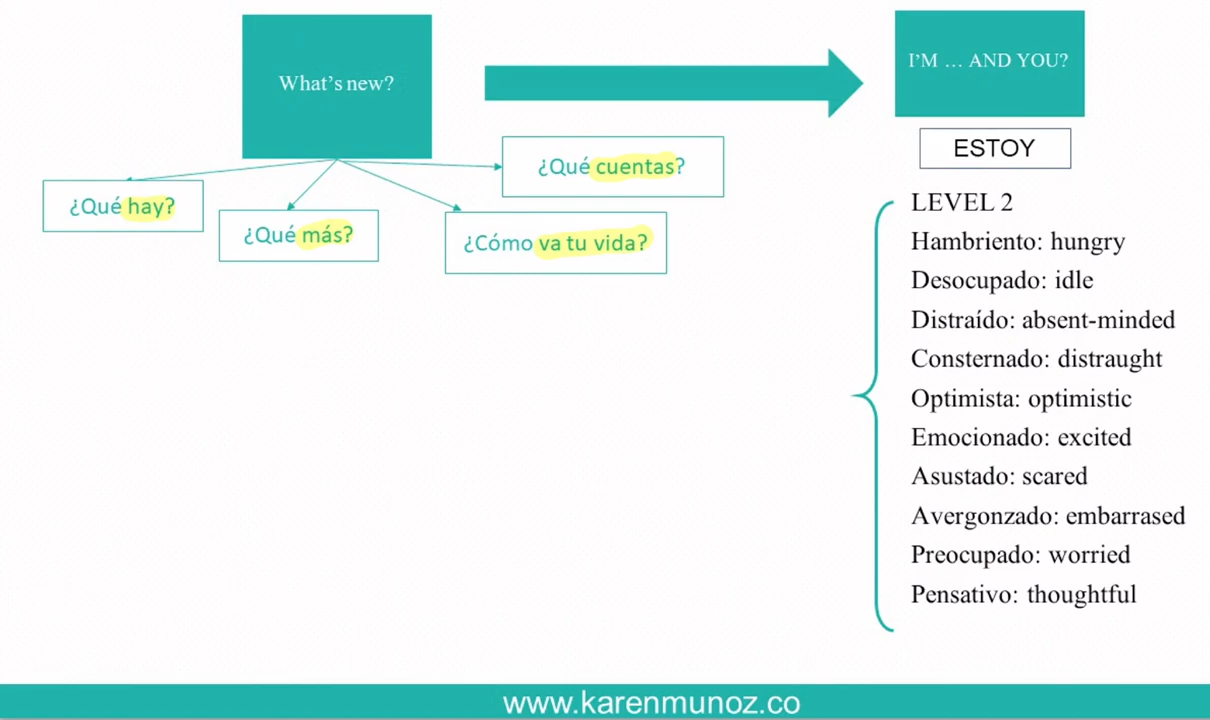 What's new?
I'M … AND YOU?
ESTOY
¿Qué cuentas?
¿Qué hay?
¿Qué más?
¿Cómo va tu vida?
LEVEL 2
Hambriento: hungry
Desocupado: idle
Distraído: absent-minded
Consternado: distraught
Optimista: optimistic
Emocionado: excited
Asustado: scared
Avergonzado: embarrased
Preocupado: worried
Pensativo: thoughtful
www.karenmunoz.co